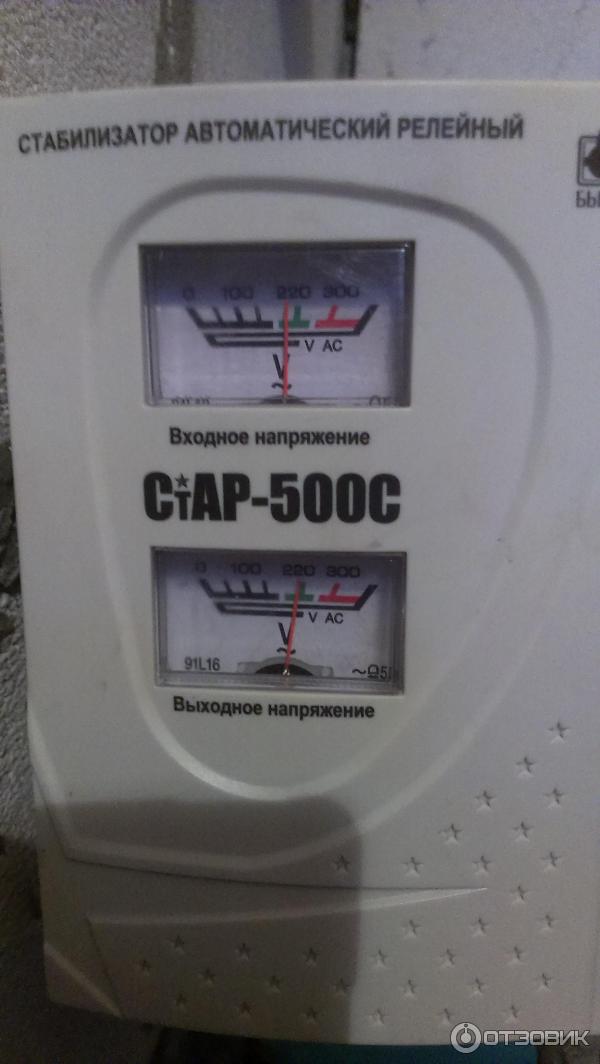 СТАБИЛИЗАТОР АВТОМАТИЧЕСКИЙ РЕЛЕЙНЫЙ
0 100 220 300
V AC
V
~
Входное напряжение
СтАР-500С
0 100 220 300
V AC
V
~
91L16
Выходное напряжение
ОТЗОВИК